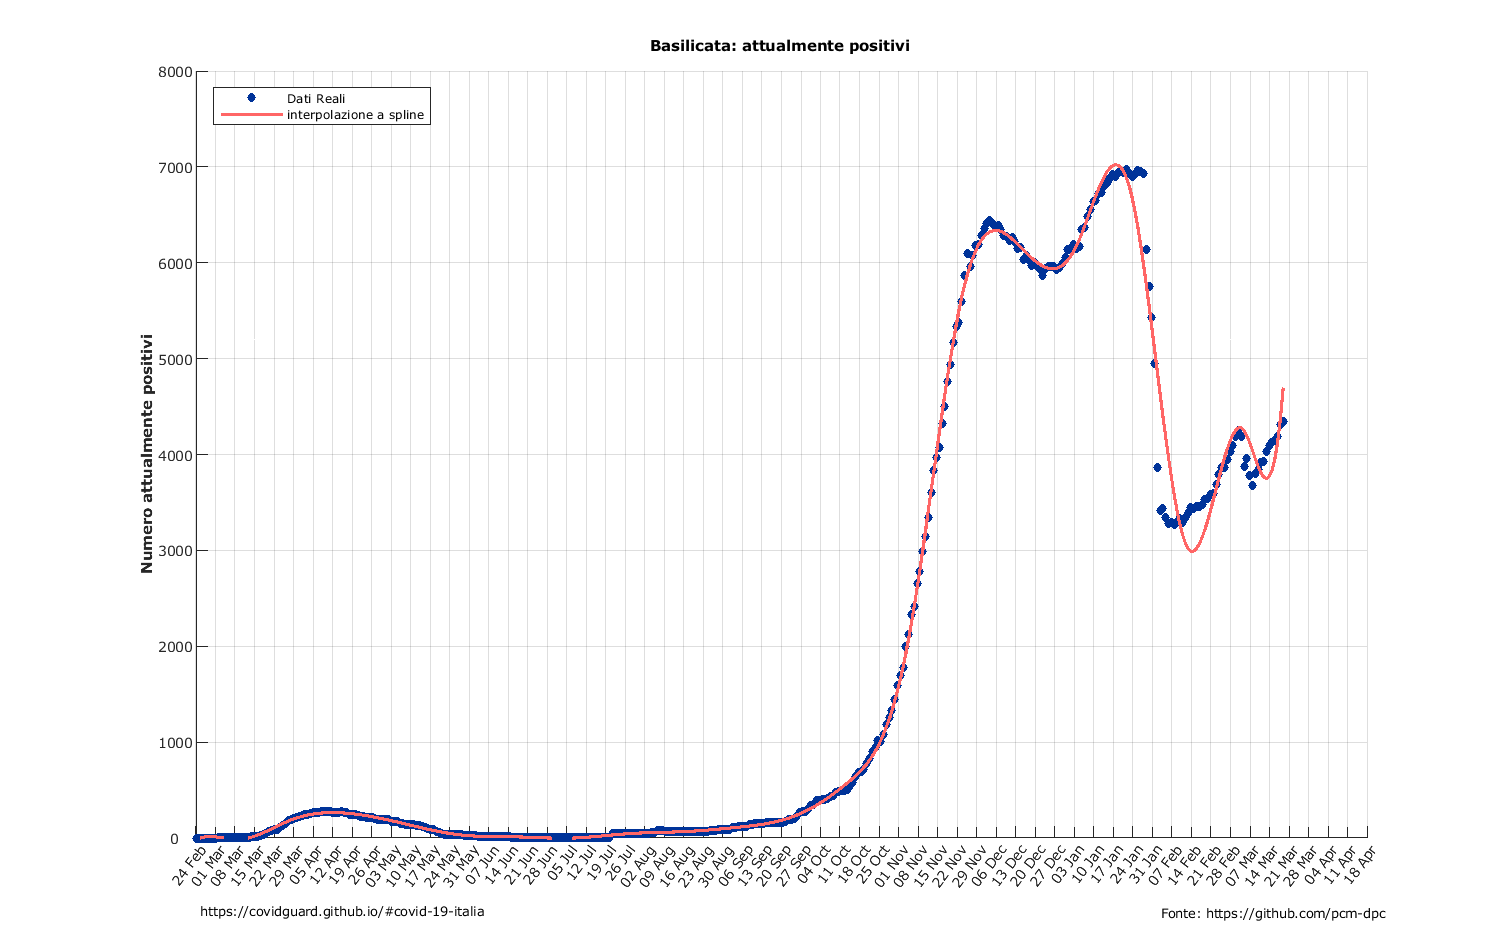 Basilicata: attualmente positivi
8000
7000
6000
5000
4000
3000
2000
1000
0
Numero attualmente positivi
Dati Reali
interpolazione a spline
24 Feb
01 Mar
08 Mar
15 Mar
22 Mar
29 Mar
05 Apr
12 Apr
19 Apr
26 Apr
03 May
10 May
17 May
24 May
31 May
07 Jun
14 Jun
21 Jun
28 Jun
05 Jul
12 Jul
19 Jul
26 Jul
02 Aug
09 Aug
16 Aug
23 Aug
30 Aug
06 Sep
13 Sep
20 Sep
27 Sep
04 Oct
11 Oct
18 Oct
25 Oct
01 Nov
08 Nov
15 Nov
22 Nov
29 Nov
06 Dec
13 Dec
20 Dec
27 Dec
03 Jan
10 Jan
17 Jan
24 Jan
31 Jan
07 Feb
14 Feb
21 Feb
28 Feb
07 Mar
14 Mar
21 Mar
28 Mar
04 Apr
11 Apr
18 Apr
https://covidguard.github.io/#covid-19-italia
Fonte: https://github.com/pcm-dpc